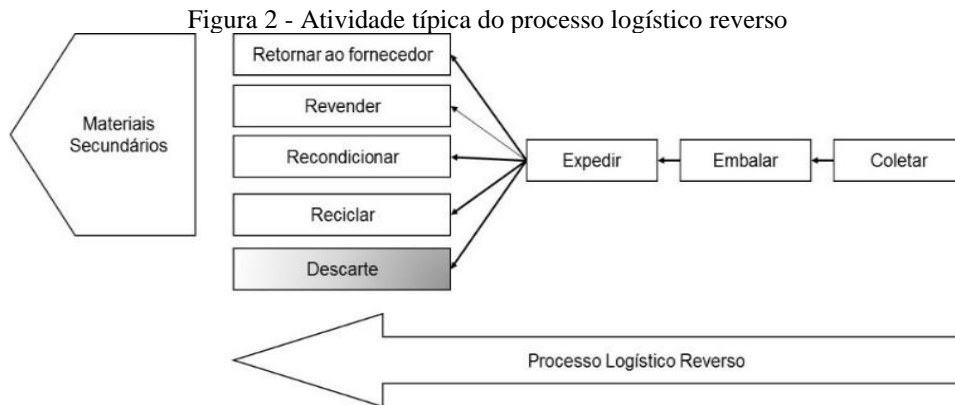 Figura 2 - Atividade típica do processo logístico reverso
Retornar ao fornecedor
Revender
Materiais
Secundários
Recondicionar
Expedir
Embalar
Coletar
Reciclar
Descarte
Processo Logístico Reverso